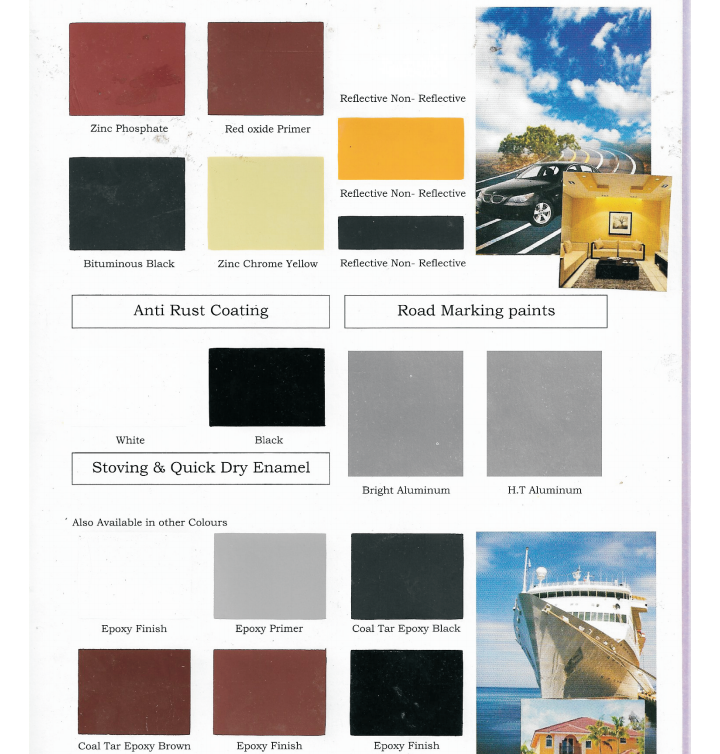 Reflective Non- Reflective
Zinc Phosphate
Red oxide Primer
Reflective Non- Reflective
Bituminous Black
Zinc Chrome Yellow
Reflective Non- Reflective
Anti Rust Coating
Road Marking paints
White
Black
Stoving & Quick Dry Enamel
Bright Aluminum
H.T Aluminum
Also Available in other Colours
Epoxy Finish
Epoxy Primer
Coal Tar Epoxy Black
Coal Tar Epoxy Brown
Epoxy Finish
Epoxy Finish